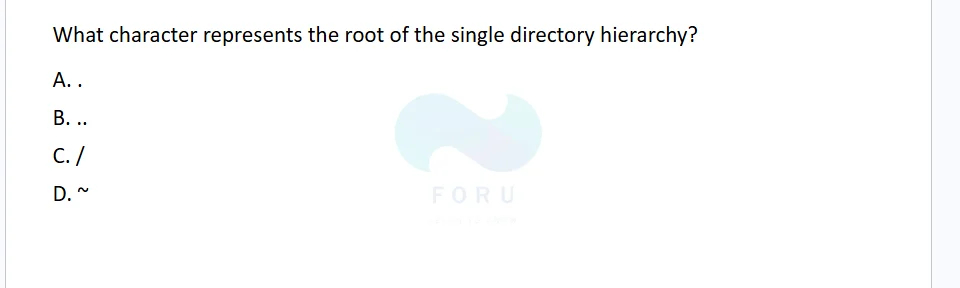 What character represents the root of the single directory hierarchy?
A. .
B. ..
C. /
D. ~
FORU